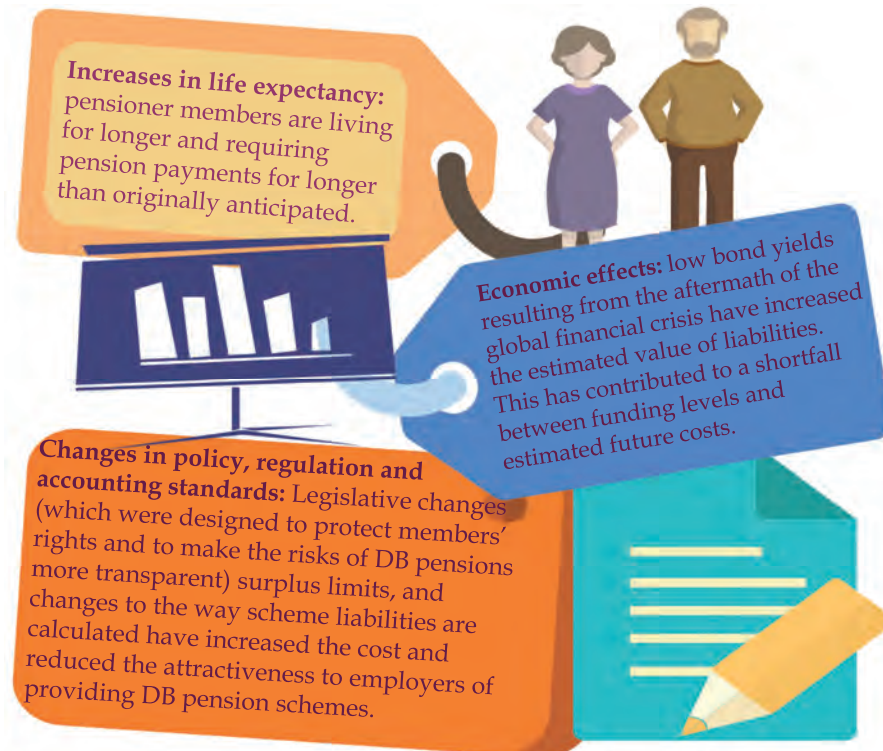 Increases in life expectancy:
pensioner members are living
for longer and requiring
pension payments for longer
than originally anticipated.
Economic effects: low bond yields
resulting from the aftermath of the
global financial crisis have increased
the estimated value of liabilities.
This has contributed to a shortfall
between funding levels and
estimated future costs.
Changes in policy, regulation and
accounting standards: Legislative changes
(which were designed to protect members’
rights and to make the risks of DB pensions
more transparent) surplus limits, and
changes to the way scheme liabilities are
calculated have increased the cost and
reduced the attractiveness to employers of
providing DB pension schemes.